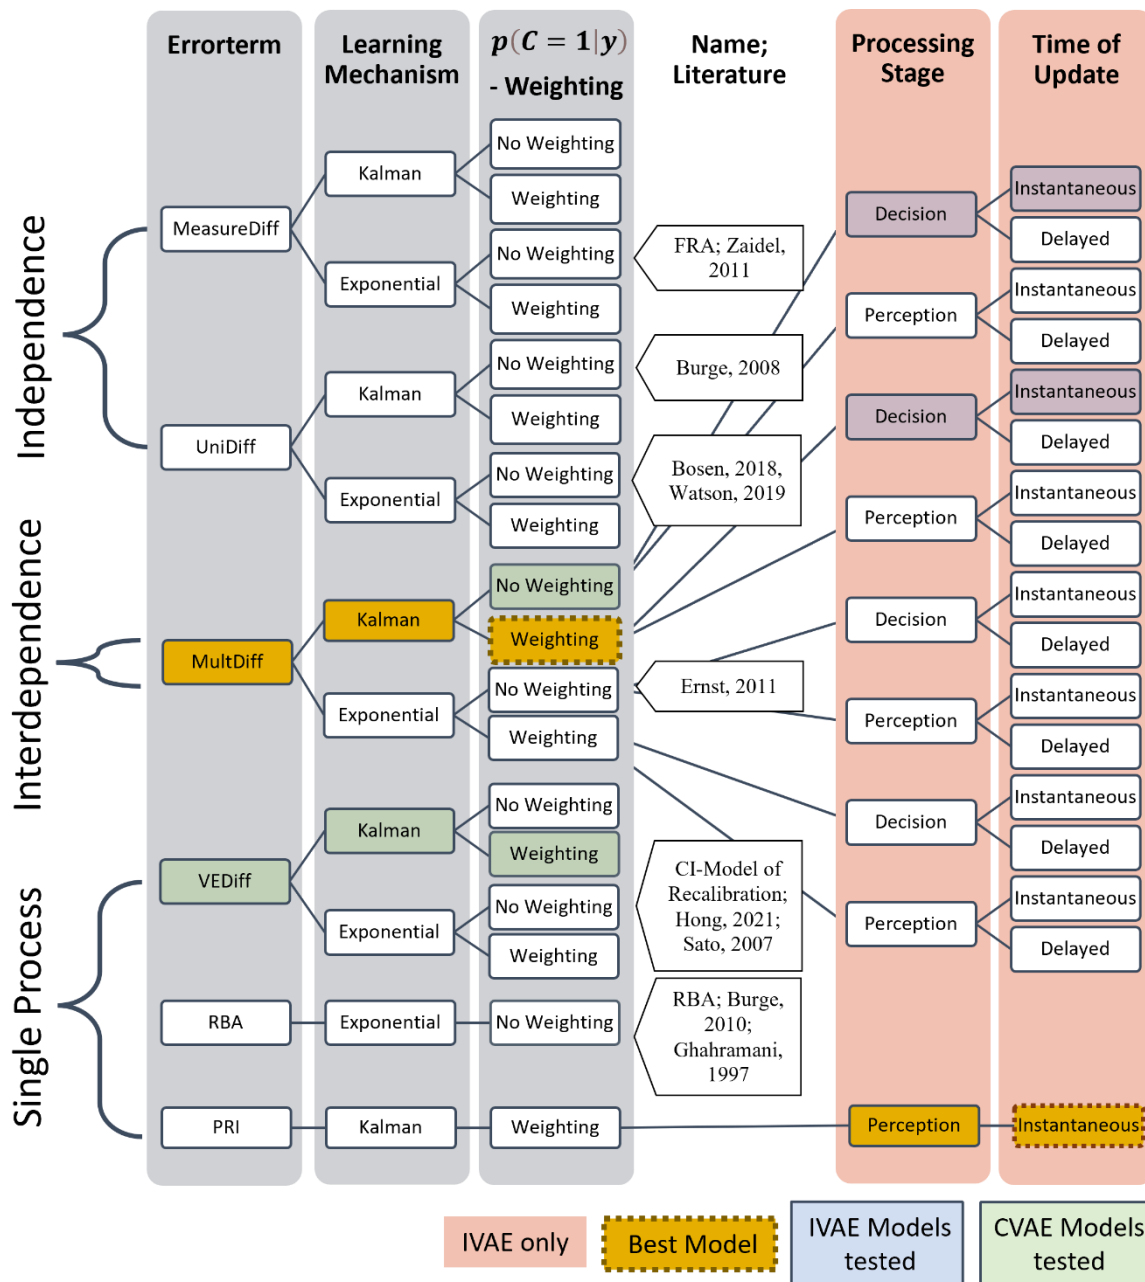 Errorterm
Learning
Mechanism
p(C = 1|y)
- Weighting
Name;
Literature
Processing
Stage
Time of
Update
Independence
Interdependence
Single Process
MeasureDiff
Kalman
No Weighting
Weighting
Exponential
No Weighting
Weighting
UniDiff
Kalman
No Weighting
Weighting
Exponential
No Weighting
Weighting
MultDiff
Kalman
No Weighting
Weighting
Exponential
No Weighting
Weighting
VEDiff
Kalman
No Weighting
Weighting
Exponential
No Weighting
Weighting
RBA
Exponential
No Weighting
PRI
Kalman
Weighting
FRA; Zaidel,
2011
Burge, 2008
Bosen, 2018,
Watson, 2019
Ernst, 2011
CI-Model of
Recalibration;
Hong, 2021;
Sato, 2007
RBA; Burge,
2010;
Ghahramani,
1997
Decision
Instantaneous
Delayed
Perception
Instantaneous
Delayed
Decision
Instantaneous
Delayed
Perception
Instantaneous
Delayed
Decision
Instantaneous
Delayed
Perception
Instantaneous
Delayed
Decision
Instantaneous
Delayed
Perception
Instantaneous
Delayed
Perception
Instantaneous
IVAE only
Best Model
IVAE Models
tested
CVAE Models
tested